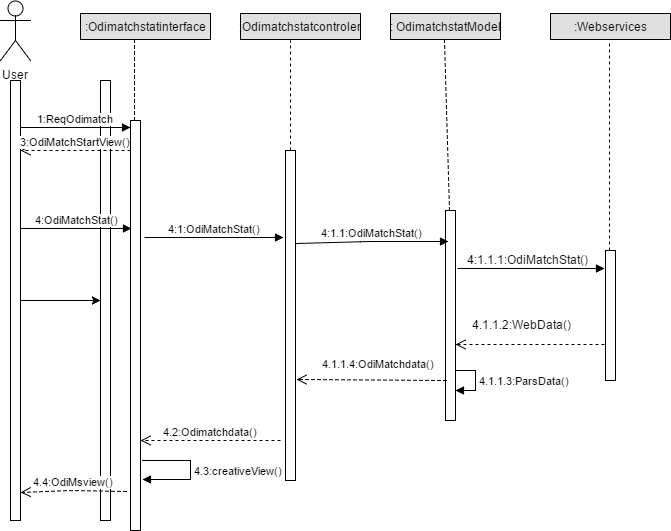 :Odimatchstatinterface
Odimatchstatcontroler
: OdimatchstatModel
:Webservices
User
1:ReqOdimatch
3:OdiMatchStartView()
4:OdiMatchStat()
4:1:OdiMatchStat()
4:1.1:OdiMatchStat()
4:1.1.1:OdiMatchStat()
4.1.1.2:WebData()
4.1.1.4:OdiMatchdata()
4.1.1.3:ParsData()
4.2:Odimatchdata()
4.3:creativeView()
4.4:OdiMsview()